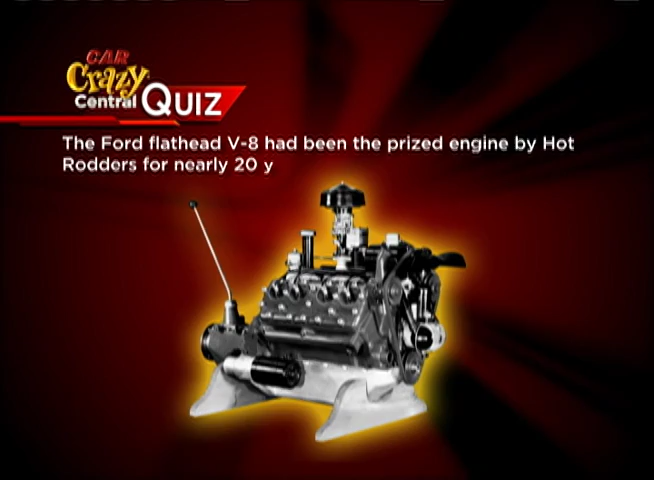 CAR
Crazy
Central QUIZ
The Ford flathead V-8 had been the prized engine by Hot
Rodders for nearly 20 y